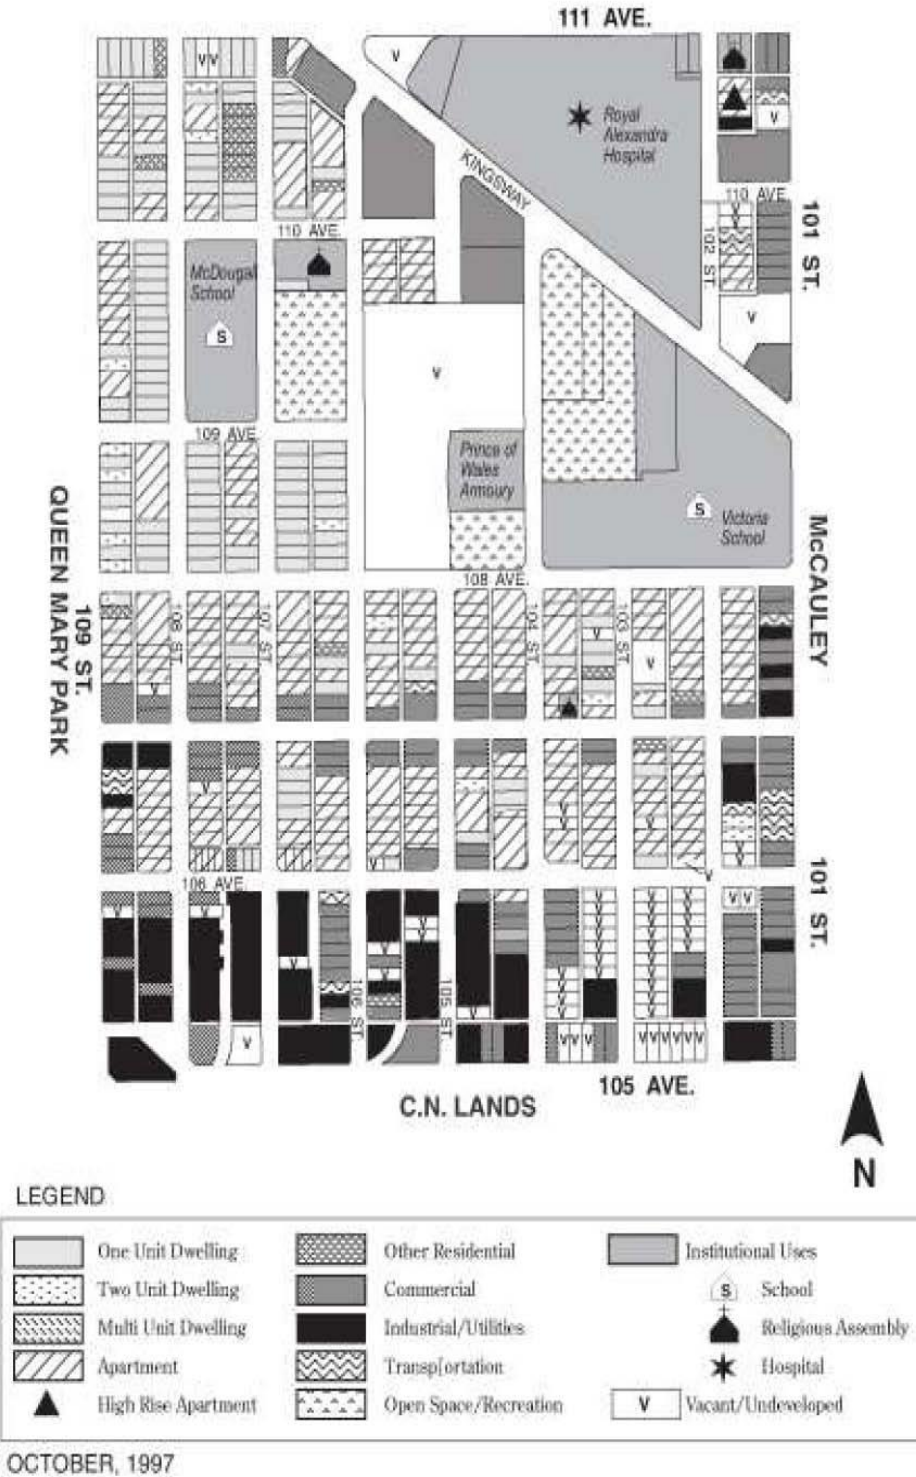 111 AVE.
V
V V
Royal
Alexandra
Hospital
V
KINGSWAY
110 AVE.
101 ST.
102 ST.
110 AVE.
McDougall
School
S
V
V
109 AVE.
Prince of
Wales
Armoury
S
Victoria
School
QUEEN MARY PARK
109 ST.
McCAULEY
108 AVE.
108 ST.
107 ST.
104 ST.
103 ST.
V
V
V
V
V
V
V
V
V
V
101 ST.
106 AVE.
V V
V
V
V
V
V
106 ST.
105 ST.
V
V V V
V V V V V V
105 AVE.
C.N. LANDS
N
LEGEND
One Unit Dwelling
Other Residential
Institutional Uses
Two Unit Dwelling
Commercial
S School
Multi Unit Dwelling
Industrial/Utilities
Religious Assembly
Apartment
Transp[ortation
Hospital
High Rise Apartment
Open Space/Recreation
V Vacant/Undeveloped
OCTOBER, 1997